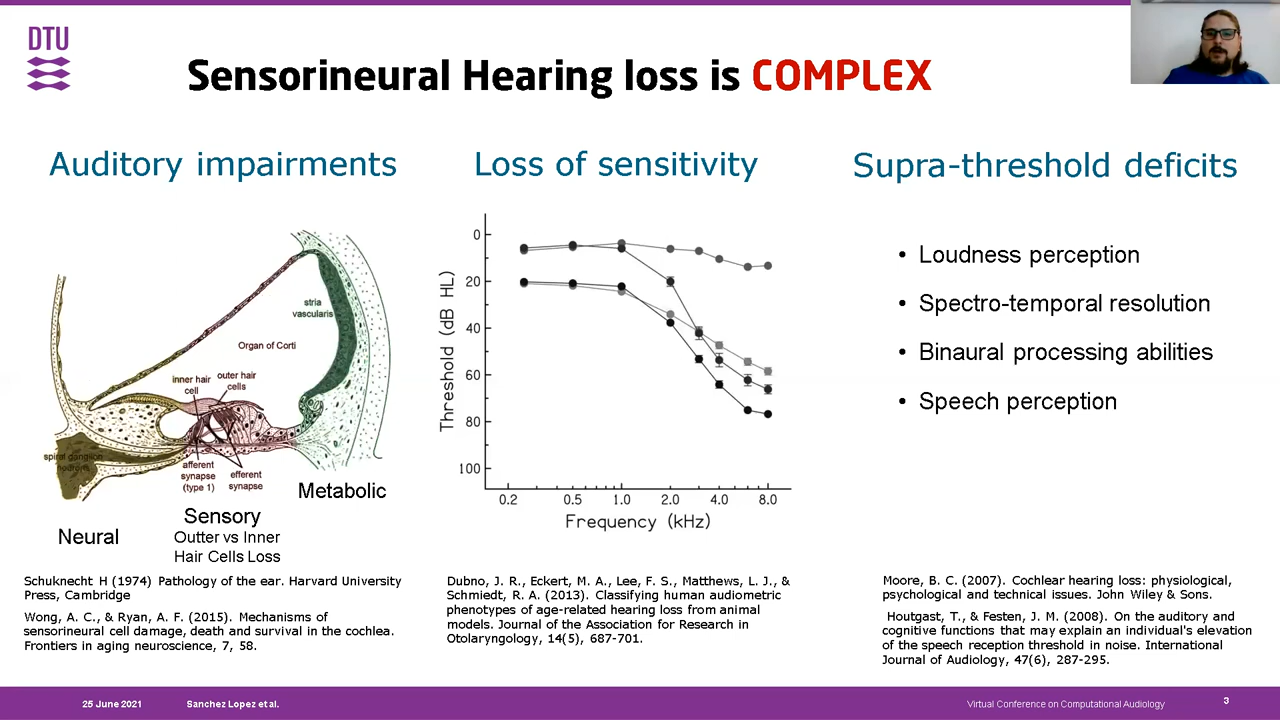 DTU
Sensorineural Hearing loss is COMPLEX
Auditory impairments
stria
vascularis
Organ of Corti
inner hair
cell
outer hair
cells
spiral ganglion
neurons
afferent
synapse
(type 1)
efferent
synapse
Metabolic
Sensory
Outter vs Inner
Hair Cells Loss
Neural
Schuknecht H (1974) Pathology of the ear. Harvard University
Press, Cambridge
Wong, A. C., & Ryan, A. F. (2015). Mechanisms of
sensorineural cell damage, death and survival in the cochlea.
Frontiers in aging neuroscience, 7, 58.
Loss of sensitivity
Threshold (dB HL)
0
20
40
60
80
100
0.2 0.5 1.0 2.0 4.0 8.0
Frequency (kHz)
Dubno, J. R., Eckert, M. A., Lee, F. S., Matthews, L. J., &
Schmiedt, R. A. (2013). Classifying human audiometric
phenotypes of age-related hearing loss from animal
models. Journal of the Association for Research in
Otolaryngology, 14(5), 687-701.
Supra-threshold deficits
• Loudness perception
• Spectro-temporal resolution
• Binaural processing abilities
• Speech perception
Moore, B. C. (2007). Cochlear hearing loss: physiological,
psychological and technical issues. John Wiley & Sons.
Houtgast, T., & Festen, J. M. (2008). On the auditory and
cognitive functions that may explain an individual's elevation
of the speech reception threshold in noise. International
Journal of Audiology, 47(6), 287-295.
25 June 2021
Sanchez Lopez et al.
Virtual Conference on Computational Audiology
3